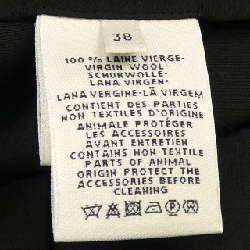 38
100 % LAINE VIERGE-
VIRGIN WOOL-
SCHURWOLLE-
LANA VIRGEN-
LANA VERGINE-LÃ VIRGEM
CONTIENT DES PARTIES
NON TEXTILES D'ORIGINE
ANIMALE PROTÉGER
LES ACCESSOIRES
AVANT ENTRETIEN
CONTAINS NON-TEXTILE
PARTS OF ANIMAL
ORIGIN PROTECT THE
ACCESSORIES BEFORE
CLEANING